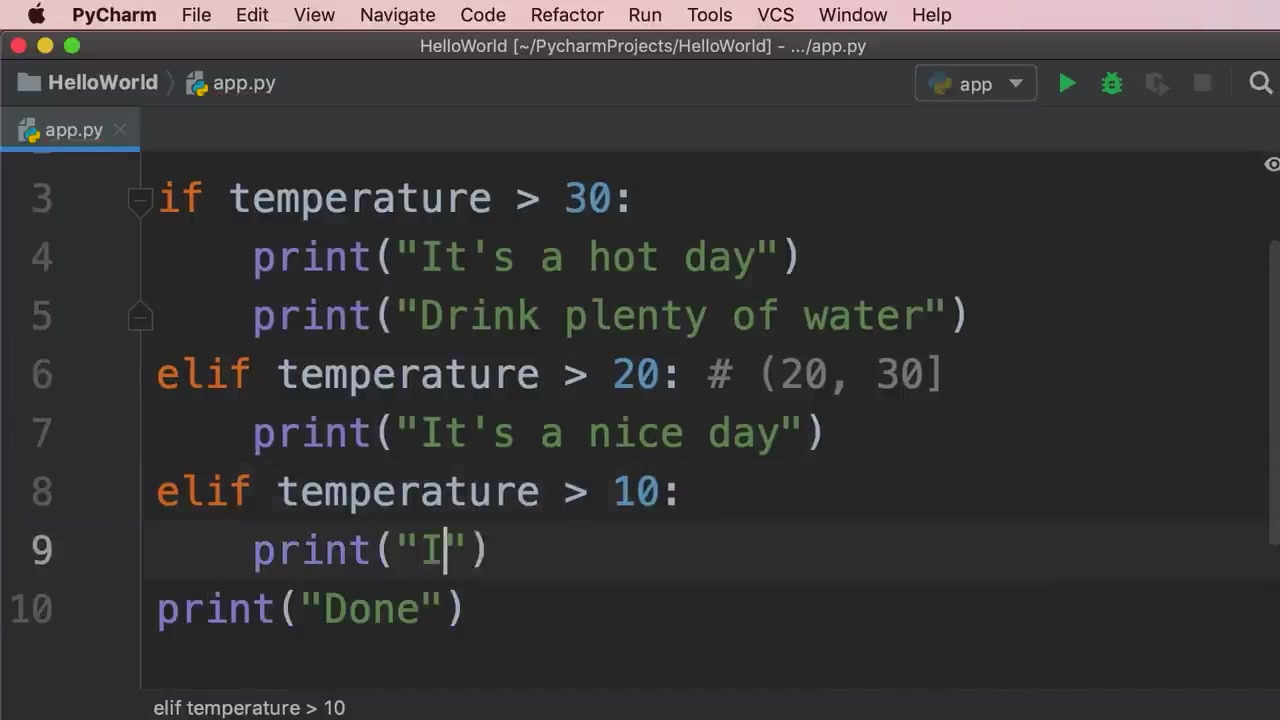 PyCharm File Edit View Navigate Code Refactor Run Tools VCS Window Help
HelloWorld [~/PycharmProjects/HelloWorld] - .../app.py
HelloWorld app.py app
app.py
3 if temperature > 30:
4 print("It's a hot day")
5 print("Drink plenty of water")
6 elif temperature > 20: # (20, 30]
7 print("It's a nice day")
8 elif temperature > 10:
9 print("I")
10 print("Done")
elif temperature > 10